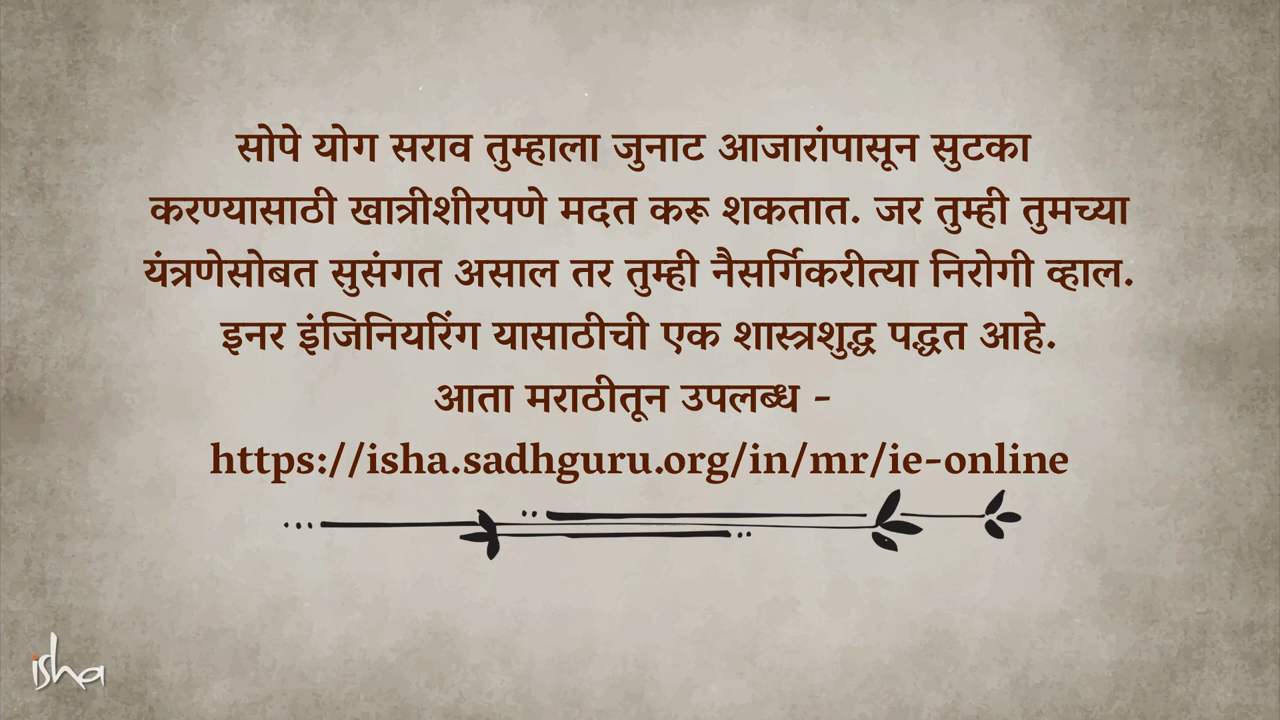 सोपे योग सराव तुम्हाला जुनाट आजारांपासून सुटका
करण्यासाठी खात्रीशीरपणे मदत करू शकतात. जर तुम्ही तुमच्या
यंत्रणेसोबत सुसंगत असाल तर तुम्ही नैसर्गिकरीत्या निरोगी व्हाल.
इनर इंजिनियरिंग यासाठीची एक शास्त्रशुद्ध पद्धत आहे.
आता मराठीतून उपलब्ध -
https://isha.sadhguru.org/in/mr/ie-online
isha